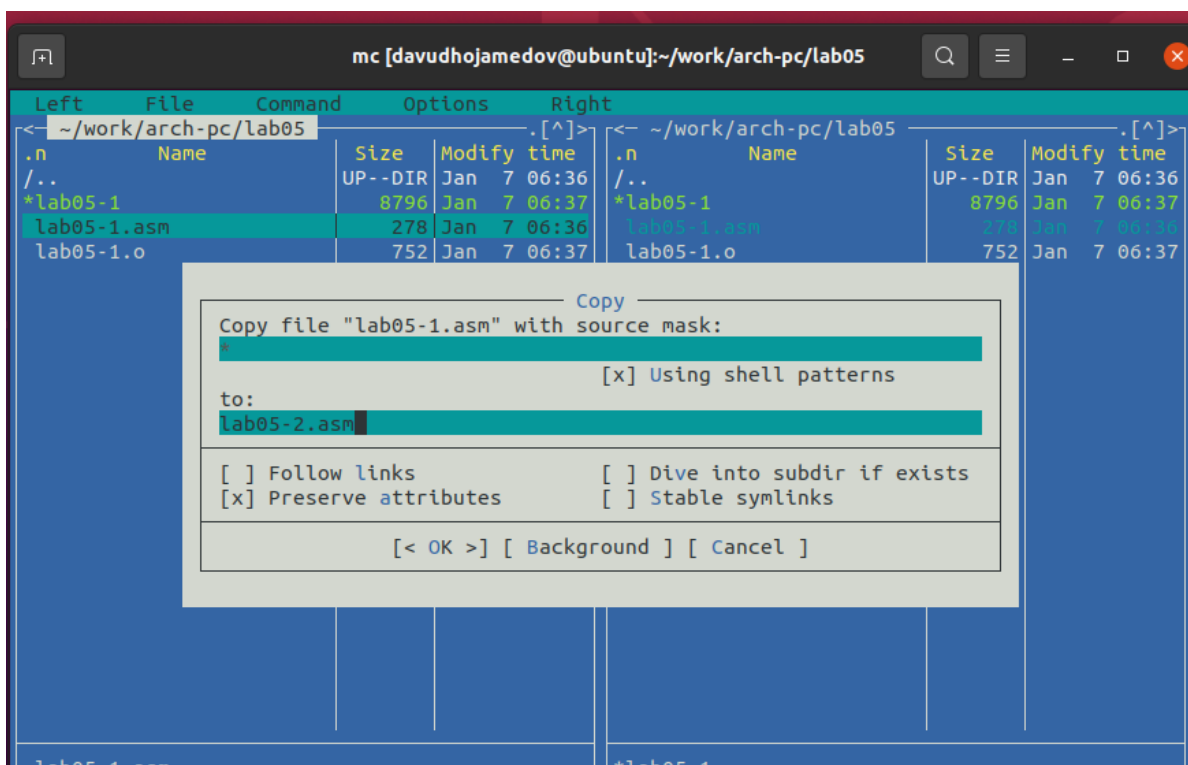 mc [davudhojamedov@ubuntu]:~/work/arch-pc/lab05
Left File Command Options Right
<— ~/work/arch-pc/lab05 —.[^]>
.n Name Size Modify time
/.. UP--DIR Jan 7 06:36
*lab05-1 8796 Jan 7 06:37
lab05-1.asm 278 Jan 7 06:36
lab05-1.o 752 Jan 7 06:37
<— ~/work/arch-pc/lab05 —.[^]>
.n Name Size Modify time
/.. UP--DIR Jan 7 06:36
*lab05-1 8796 Jan 7 06:37
lab05-1.asm 278 Jan 7 06:36
lab05-1.o 752 Jan 7 06:37
Copy
Copy file "lab05-1.asm" with source mask:
*
[x] Using shell patterns
to:
lab05-2.asm
[ ] Follow links [ ] Dive into subdir if exists
[x] Preserve attributes [ ] Stable symlinks
[< OK >] [ Background ] [ Cancel ]
lab05-1.asm *lab05-1